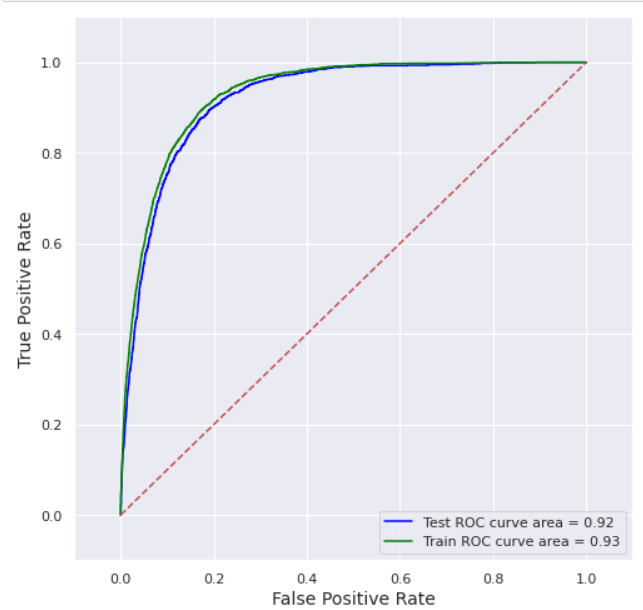 1.0
0.8
0.6
0.4
0.2
0.0
True Positive Rate
Test ROC curve area = 0.92
Train ROC curve area = 0.93
0.0 0.2 0.4 0.6 0.8 1.0
False Positive Rate